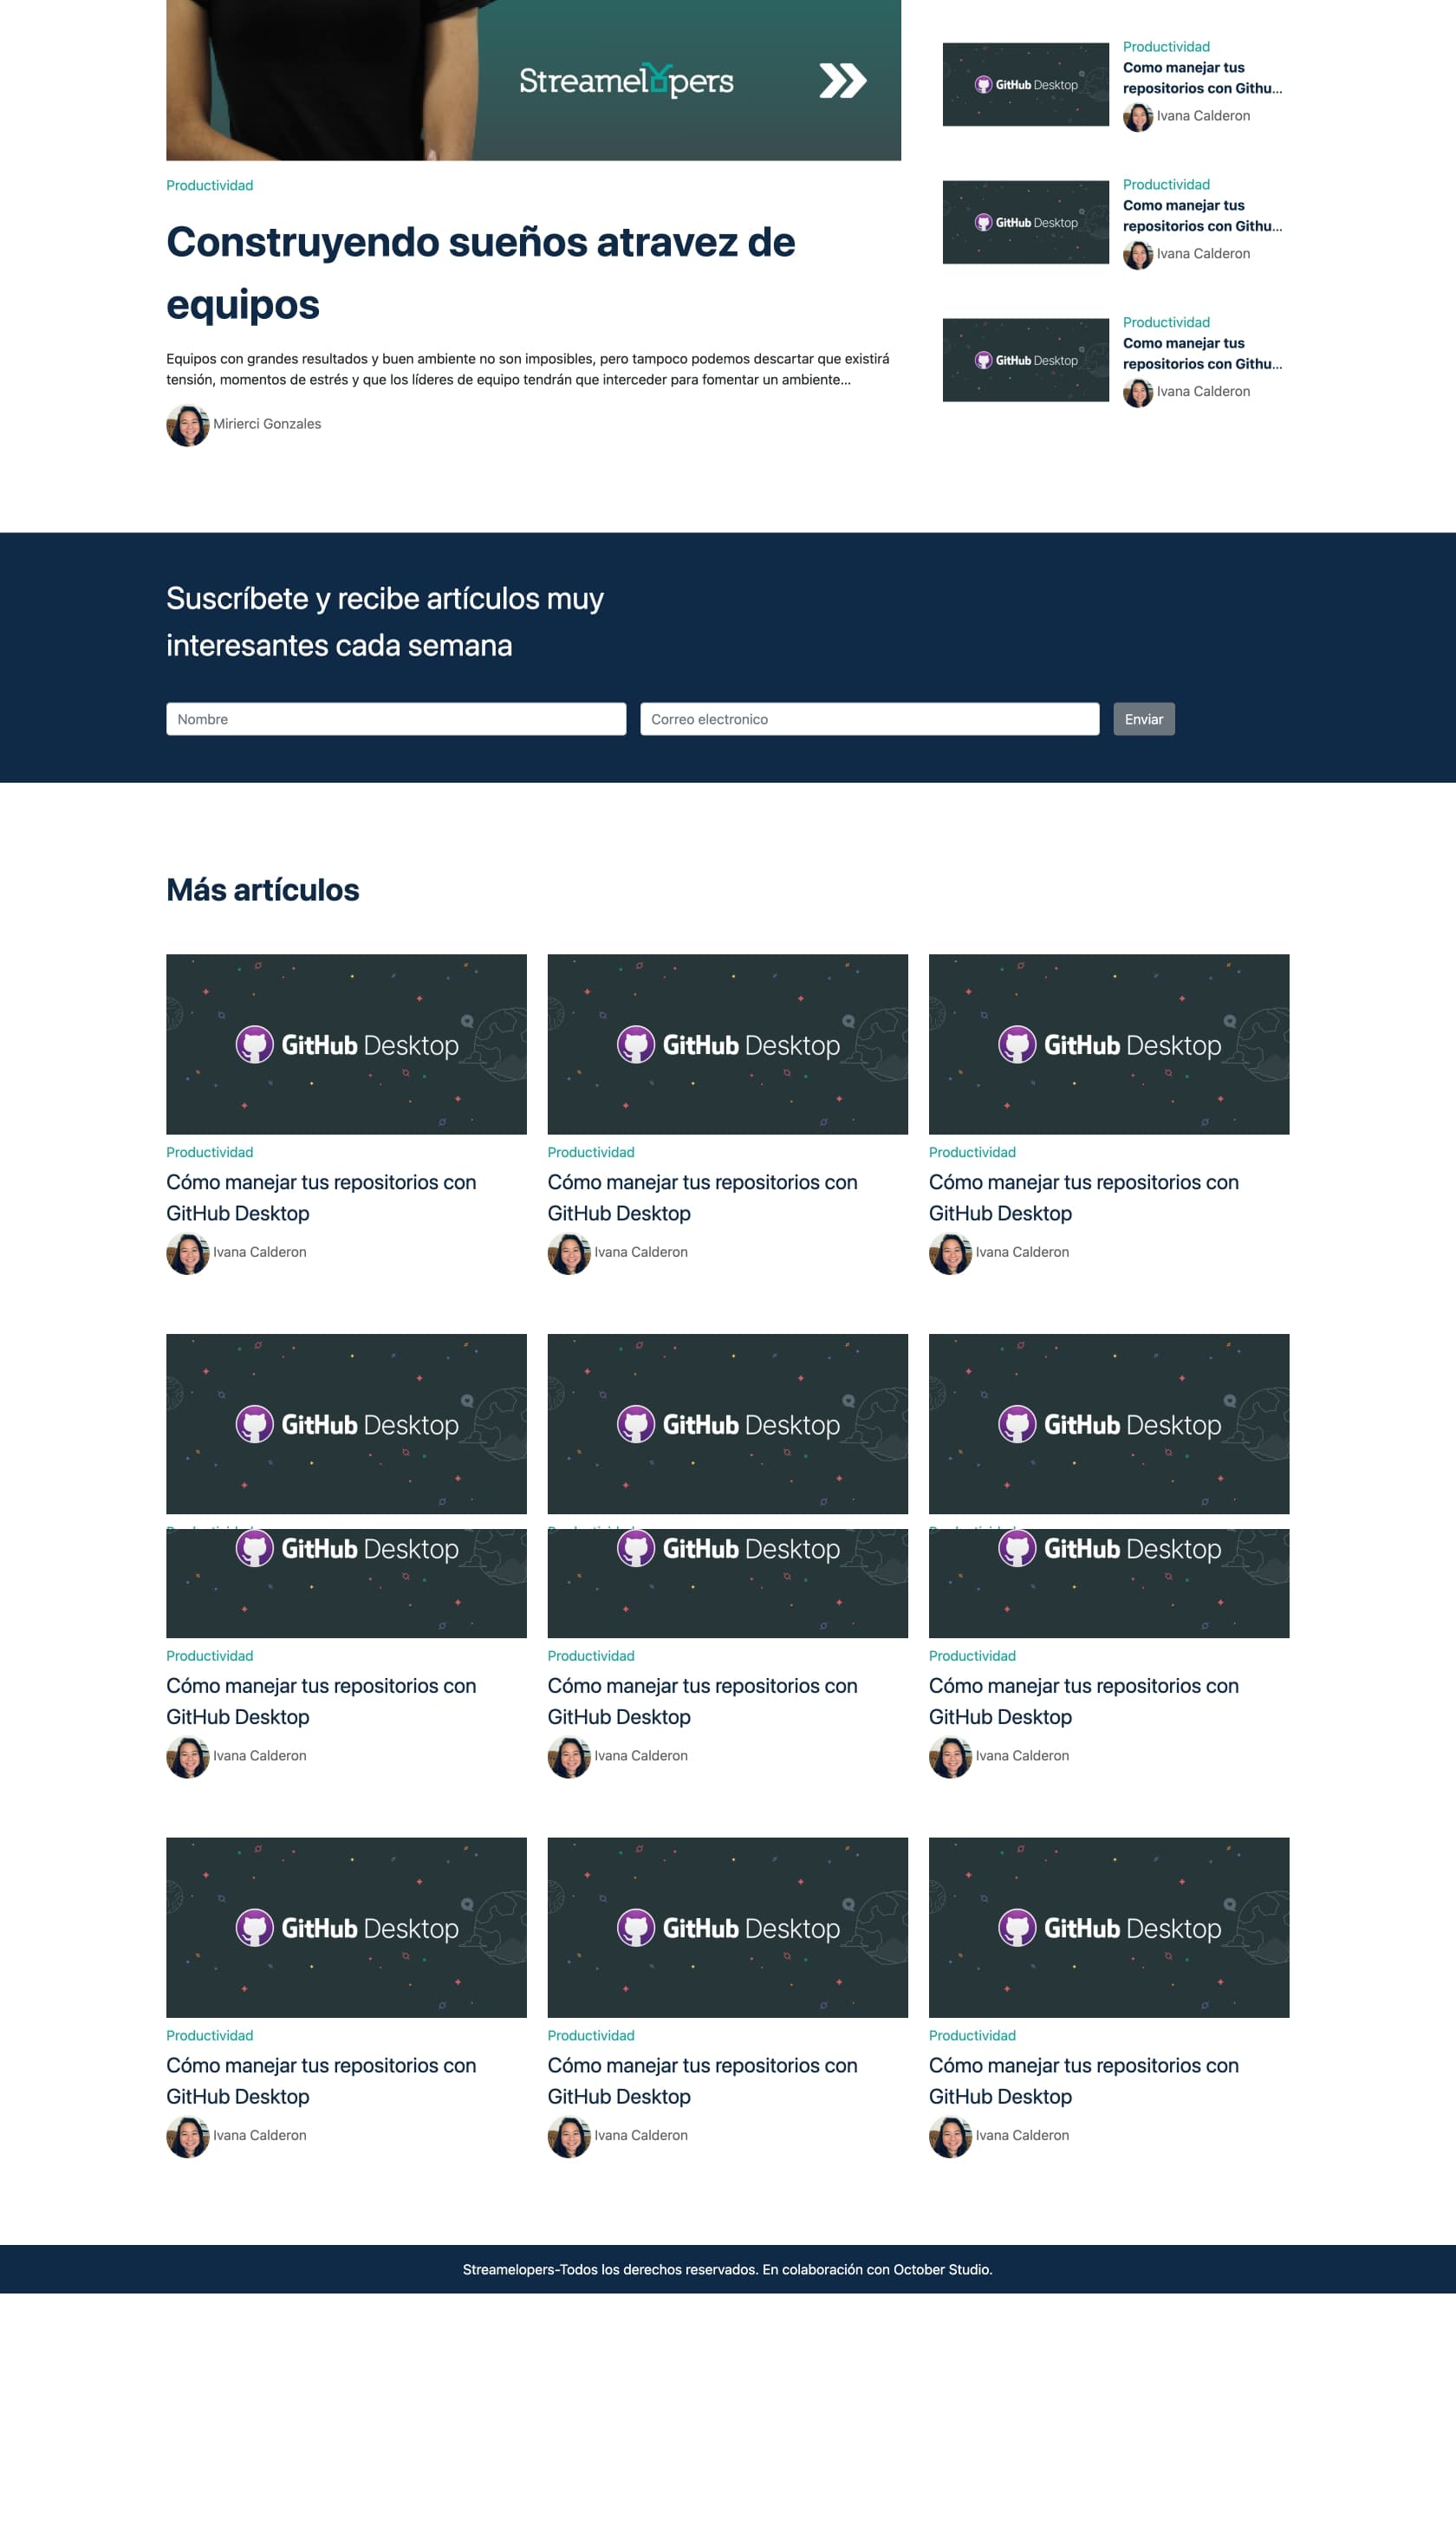 Streamelopers
Productividad
Construyendo sueños atravez de
equipos
Equipos con grandes resultados y buen ambiente no son imposibles, pero tampoco podemos descartar que existirá
tensión, momentos de estrés y que los líderes de equipo tendrán que interceder para fomentar un ambiente...
Mirierci Gonzales
GitHub Desktop
Productividad
Como manejar tus
repositorios con Githu...
Ivana Calderon
GitHub Desktop
Productividad
Como manejar tus
repositorios con Githu...
Ivana Calderon
GitHub Desktop
Productividad
Como manejar tus
repositorios con Githu...
Ivana Calderon
Suscríbete y recibe artículos muy
interesantes cada semana
Nombre
Correo electronico
Enviar
Más artículos
GitHub Desktop
Productividad
Cómo manejar tus repositorios con
GitHub Desktop
Ivana Calderon
GitHub Desktop
Productividad
Cómo manejar tus repositorios con
GitHub Desktop
Ivana Calderon
GitHub Desktop
Productividad
Cómo manejar tus repositorios con
GitHub Desktop
Ivana Calderon
GitHub Desktop
GitHub Desktop
GitHub Desktop
GitHub Desktop
Productividad
Cómo manejar tus repositorios con
GitHub Desktop
Ivana Calderon
GitHub Desktop
Productividad
Cómo manejar tus repositorios con
GitHub Desktop
Ivana Calderon
GitHub Desktop
Productividad
Cómo manejar tus repositorios con
GitHub Desktop
Ivana Calderon
GitHub Desktop
Productividad
Cómo manejar tus repositorios con
GitHub Desktop
Ivana Calderon
GitHub Desktop
Productividad
Cómo manejar tus repositorios con
GitHub Desktop
Ivana Calderon
GitHub Desktop
Productividad
Cómo manejar tus repositorios con
GitHub Desktop
Ivana Calderon
Streamelopers-Todos los derechos reservados. En colaboración con October Studio.